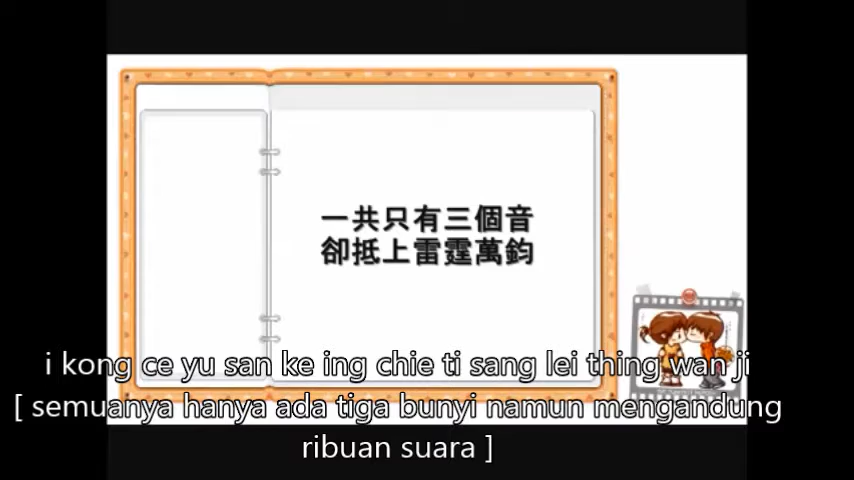 一共只有三個音
卻抵上雷霆萬鈞
i kong ce yu san ke ing chie ti sang lei thing wan ji
[ semuanya hanya ada tiga bunyi namun mengandung
ribuan suara ]